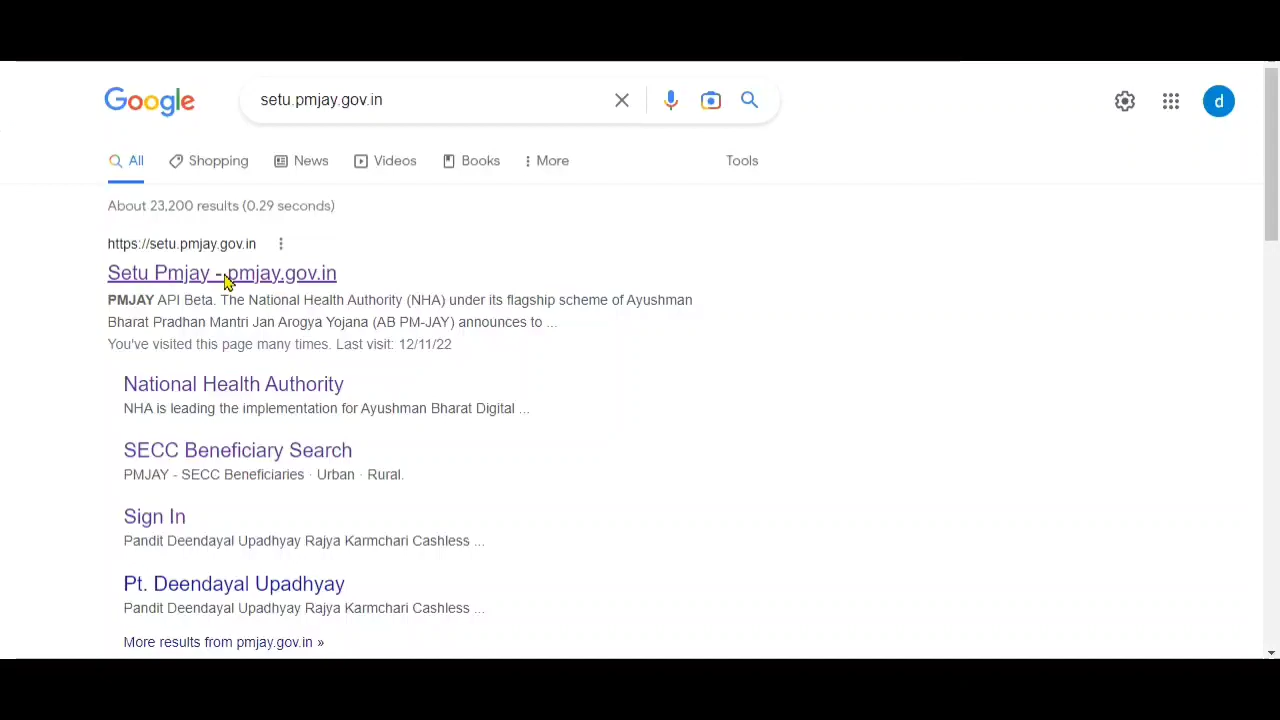 Google
setu.pmjay.gov.in
d
All Shopping News Videos Books More Tools
About 23,200 results (0.29 seconds)
https://setu.pmjay.gov.in
Setu Pmjay - pmjay.gov.in
PMJAY API Beta. The National Health Authority (NHA) under its flagship scheme of Ayushman
Bharat Pradhan Mantri Jan Arogya Yojana (AB PM-JAY) announces to ...
You've visited this page many times. Last visit: 12/11/22
National Health Authority
NHA is leading the implementation for Ayushman Bharat Digital ...
SECC Beneficiary Search
PMJAY - SECC Beneficiaries · Urban · Rural.
Sign In
Pandit Deendayal Upadhyay Rajya Karmchari Cashless ...
Pt. Deendayal Upadhyay
Pandit Deendayal Upadhyay Rajya Karmchari Cashless ...
More results from pmjay.gov.in »